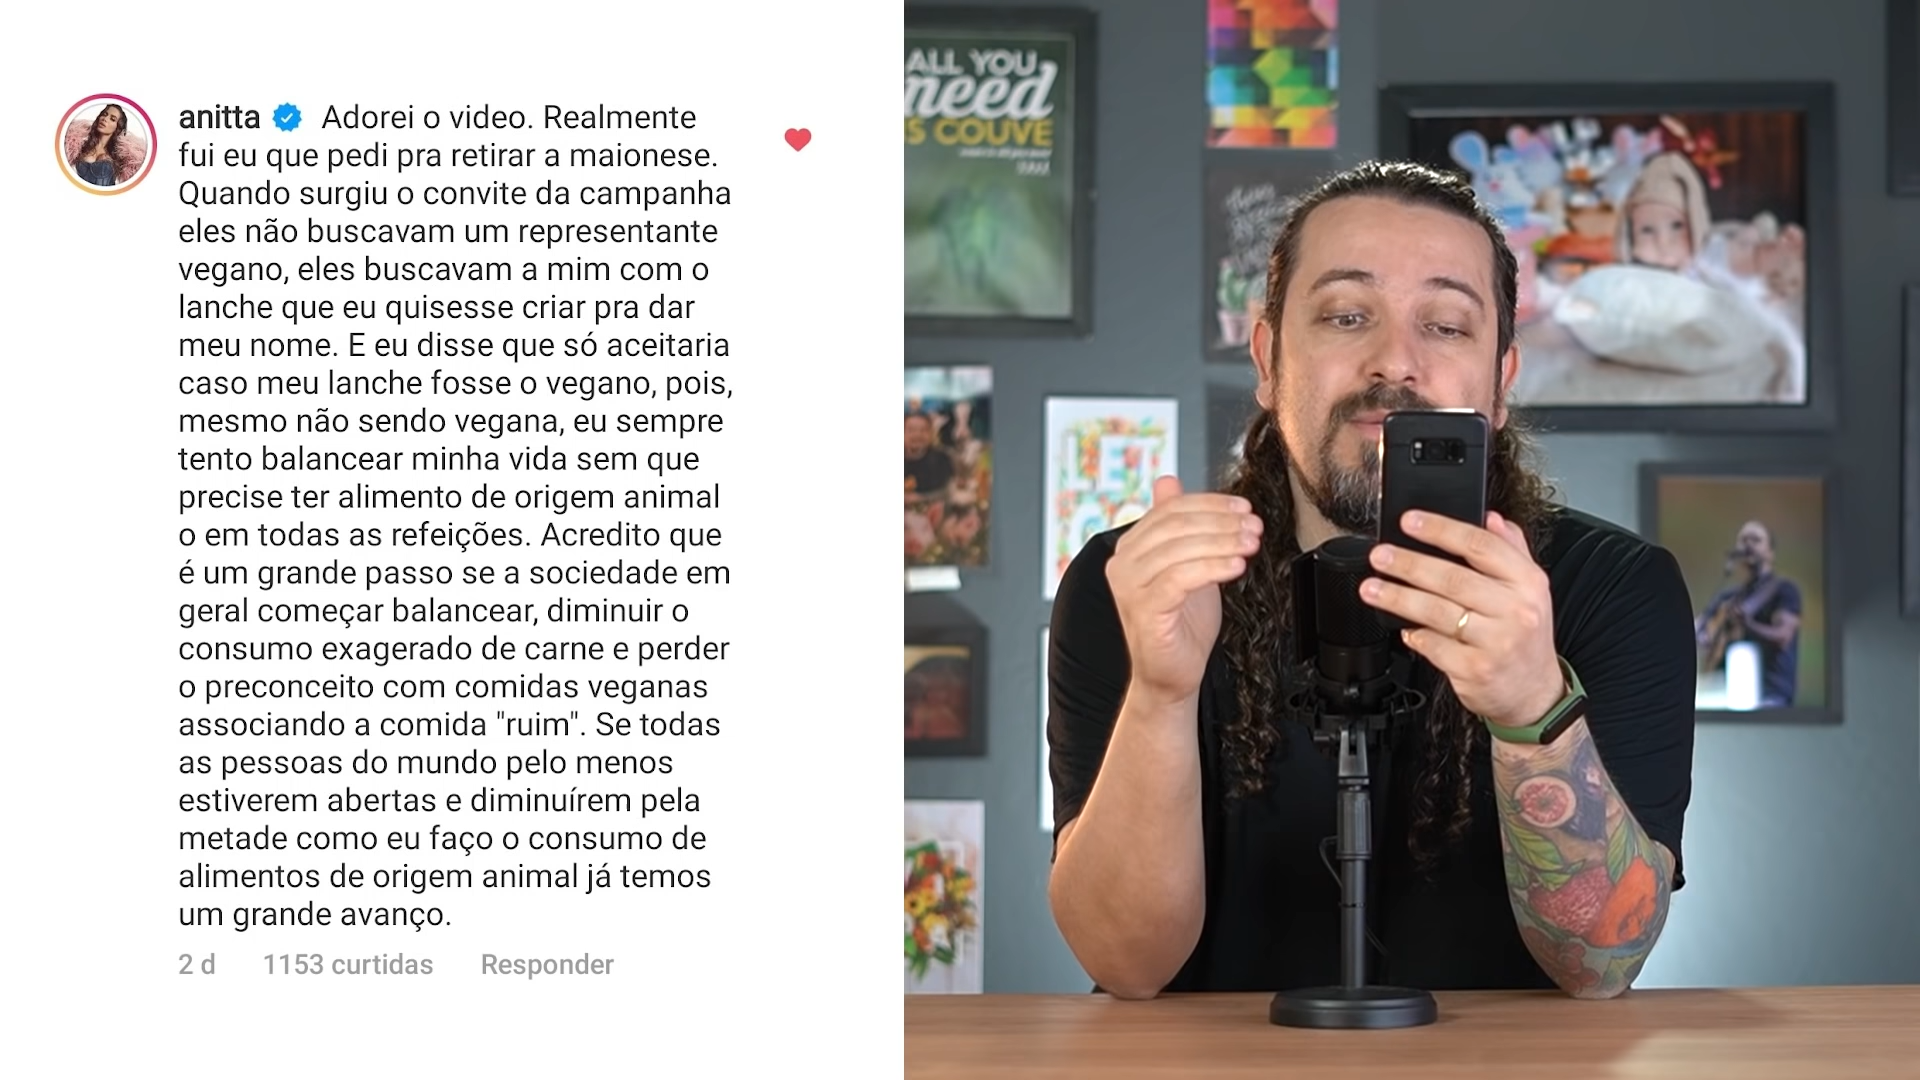 anitta Adorei o video. Realmente
fui eu que pedi pra retirar a maionese.
Quando surgiu o convite da campanha
eles não buscavam um representante
vegano, eles buscavam a mim com o
lanche que eu quisesse criar pra dar
meu nome. E eu disse que só aceitaria
caso meu lanche fosse o vegano, pois,
mesmo não sendo vegana, eu sempre
tento balancear minha vida sem que
precise ter alimento de origem animal
o em todas as refeições. Acredito que
é um grande passo se a sociedade em
geral começar balancear, diminuir o
consumo exagerado de carne e perder
o preconceito com comidas veganas
associando a comida "ruim". Se todas
as pessoas do mundo pelo menos
estiverem abertas e diminuírem pela
metade como eu faço o consumo de
alimentos de origem animal já temos
um grande avanço.
2 d 1153 curtidas Responder
ALL YOU
need
IS COUVE
LET